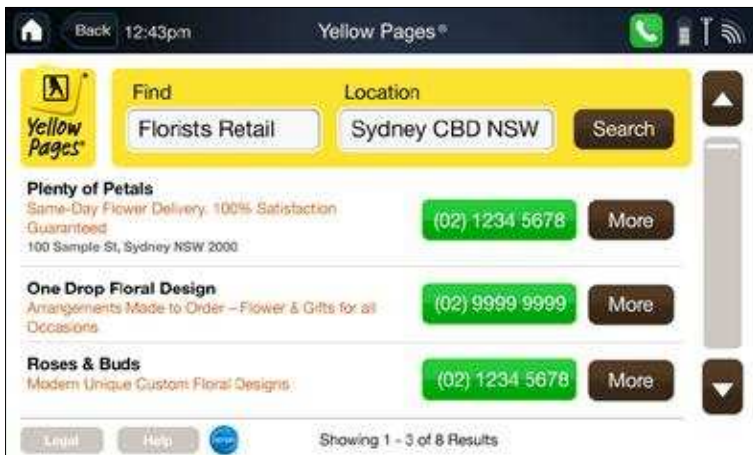 Back 12:43pm Yellow Pages®
Find Location
Yellow
Pages®
Florists Retail Sydney CBD NSW Search
Plenty of Petals
Same-Day Flower Delivery. 100% Satisfaction
Guaranteed
100 Sample St, Sydney NSW 2000
(02) 1234 5678 More
One Drop Floral Design
Arrangements Made to Order – Flower & Gifts for all
Occasions
(02) 9999 9999 More
Roses & Buds
Modern Unique Custom Floral Designs
(02) 1234 5678 More
Legal Help Showing 1 - 3 of 8 Results